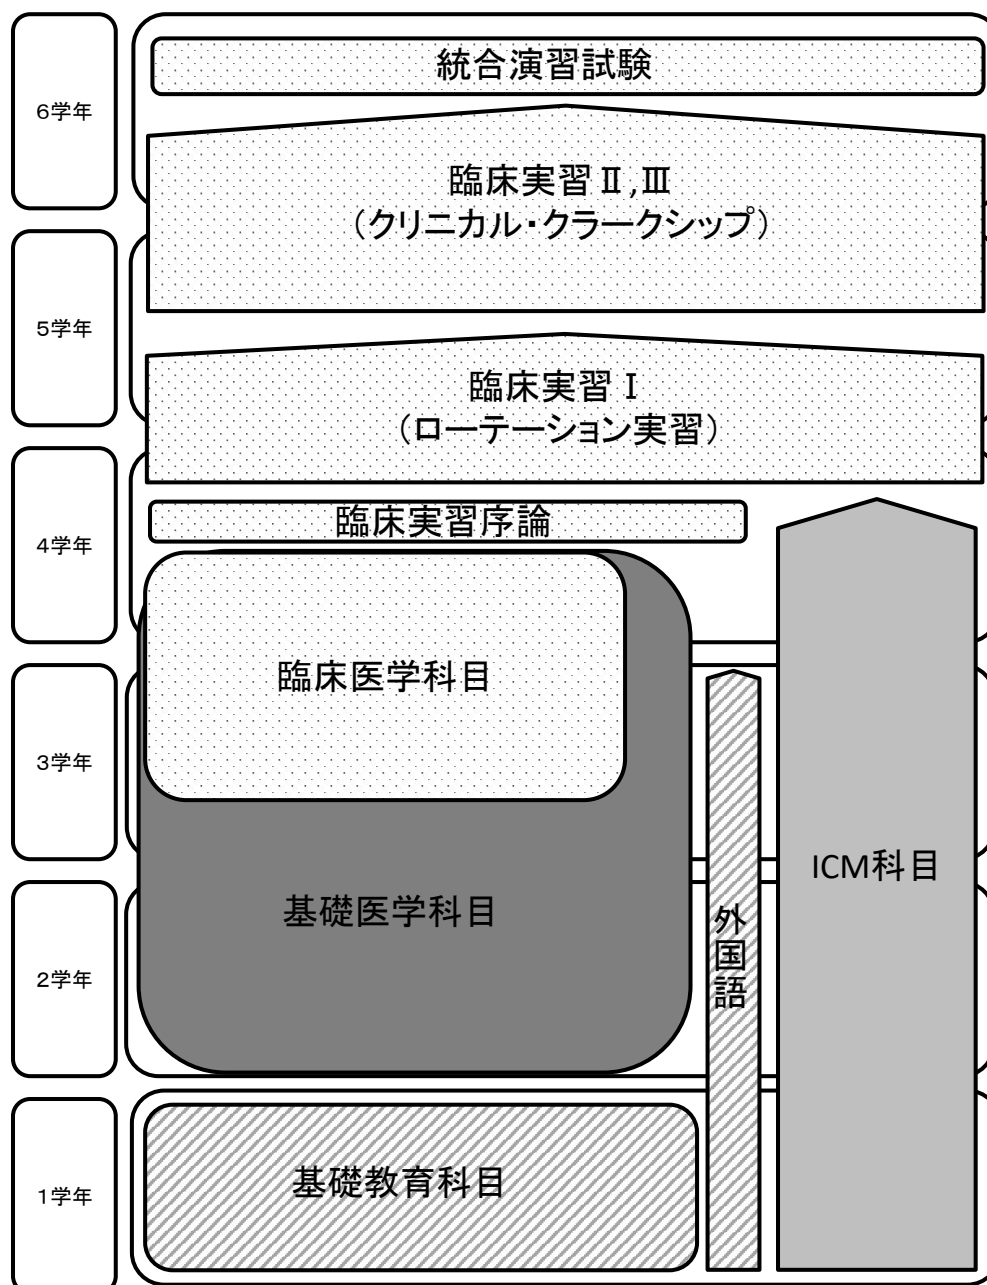 統合演習試験
6学年
臨床実習Ⅱ,Ⅲ
（クリニカル・クラークシップ）
5学年
臨床実習Ⅰ
（ローテーション実習）
臨床実習序論
4学年
臨床医学科目
3学年
ICM科目
基礎医学科目
外国語
2学年
基礎教育科目
1学年